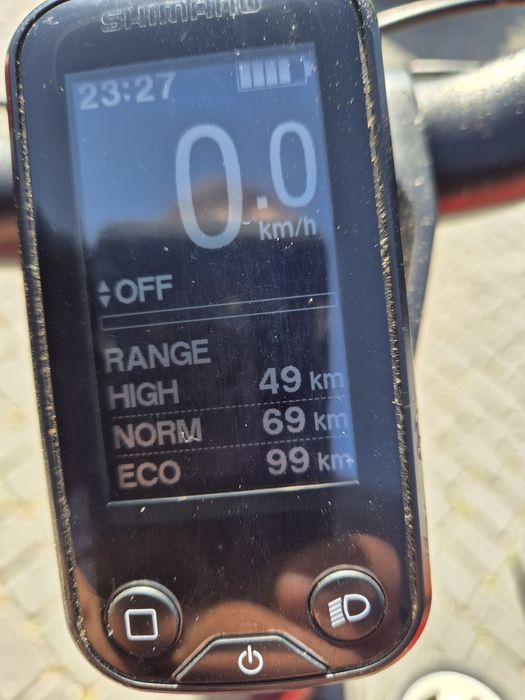 SHIMANO
23:27
0.0
km/h
OFF
RANGE
HIGH 49 km
NORM 69 km
ECO 99 km